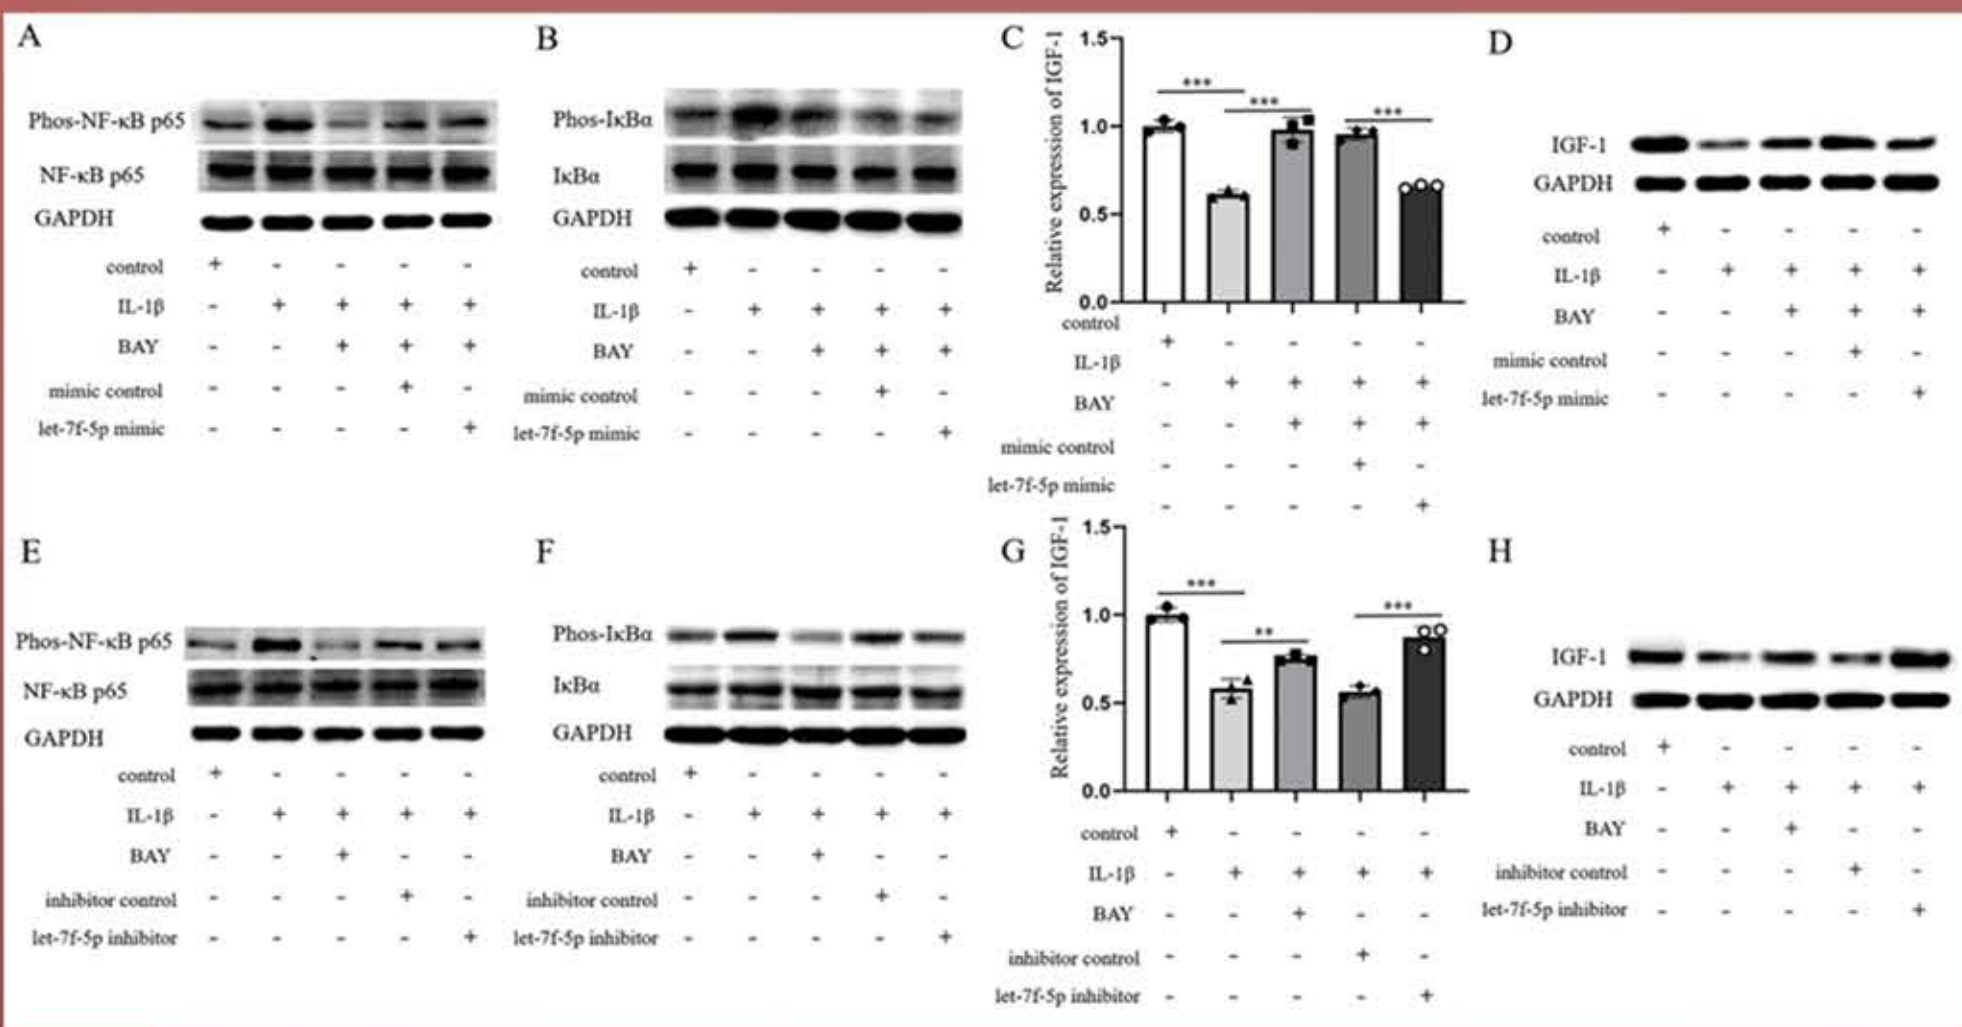 A
Phos-NF-κB p65
NF-κB p65
GAPDH
control + - - - -
IL-1β - + + + +
BAY - - + + +
mimic control - - - + -
let-7f-5p mimic - - - - +
B
Phos-IκBα
IκBα
GAPDH
control + - - - -
IL-1β - + + + +
BAY - - + + +
mimic control - - - + -
let-7f-5p mimic - - - - +
C
Relative expression of IGF-1
1.5
1.0
0.5
0.0
*** *** ***
control + - - - -
IL-1β - + + + +
BAY - - + + +
mimic control - - - + -
let-7f-5p mimic - - - - +
D
IGF-1
GAPDH
control + - - - -
IL-1β - + + + +
BAY - - + + +
mimic control - - - + -
let-7f-5p mimic - - - - +
E
Phos-NF-κB p65
NF-κB p65
GAPDH
control + - - - -
IL-1β - + + + +
BAY - - + - -
inhibitor control - - - + -
let-7f-5p inhibitor - - - - +
F
Phos-IκBα
IκBα
GAPDH
control + - - - -
IL-1β - + + + +
BAY - - + - -
inhibitor control - - - + -
let-7f-5p inhibitor - - - - +
G
Relative expression of IGF-1
1.5
1.0
0.5
0.0
*** ** ***
control + - - - -
IL-1β - + + + +
BAY - - + - -
inhibitor control - - - + -
let-7f-5p inhibitor - - - - +
H
IGF-1
GAPDH
control + - - - -
IL-1β - + + + +
BAY - - + - -
inhibitor control - - - + -
let-7f-5p inhibitor - - - - +